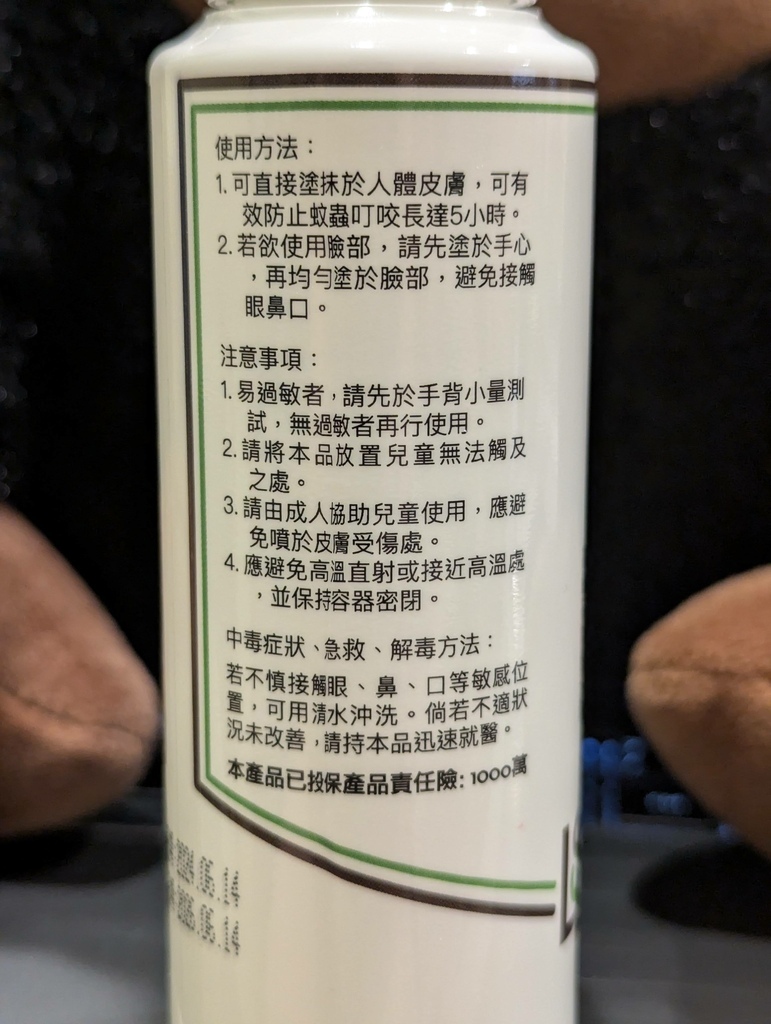 使用方法：
1. 可直接塗抹於人體皮膚，可有
效防止蚊蟲叮咬長達5小時。
2. 若欲使用臉部，請先塗於手心
，再均勻塗於臉部，避免接觸
眼鼻口。
注意事項：
1. 易過敏者，請先於手背小量測
試，無過敏者再行使用。
2. 請將本品放置兒童無法觸及
之處。
3. 請由成人協助兒童使用，應避
免噴於皮膚受傷處。
4. 應避免高溫直射或接近高溫處
，並保持容器密閉。
中毒症狀、急救、解毒方法：
若不慎接觸眼、鼻、口等敏感位
置，可用清水沖洗。倘若不適狀
況未改善，請持本品迅速就醫。
本產品已投保產品責任險: 1000萬